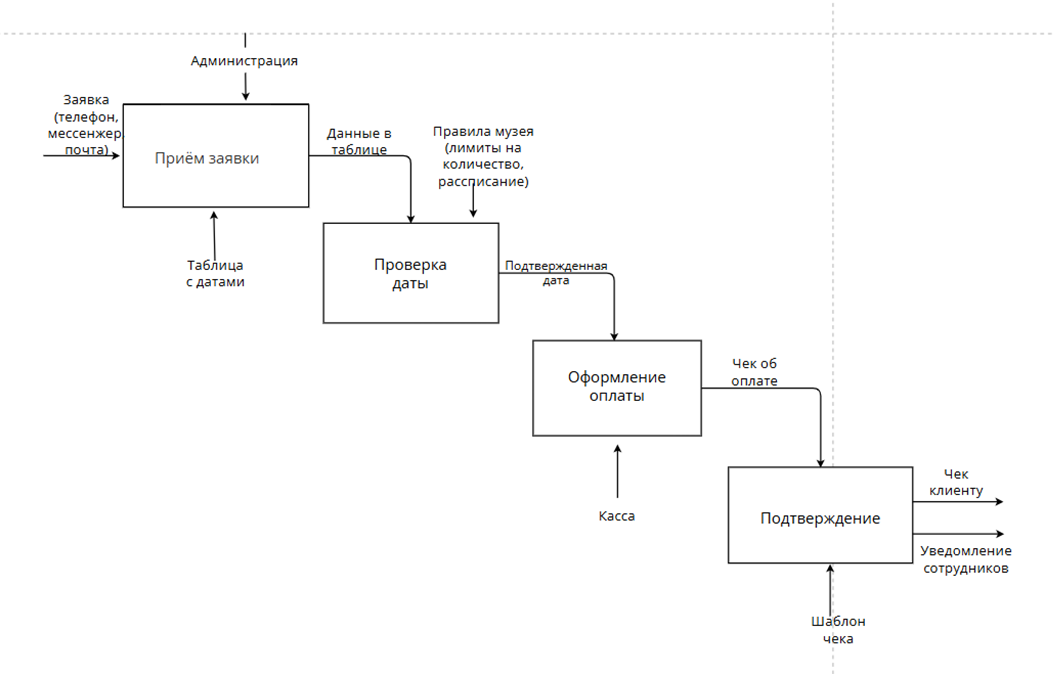 Администрация
Заявка
(телефон,
мессенжер,
почта)
Приём заявки
Данные в
таблице
Правила музея
(лимиты на
количество,
рассписание)
Таблица
с датами
Проверка
даты
Подтвержденная
дата
Оформление
оплаты
Чек об
оплате
Касса
Подтверждение
Чек
клиенту
Уведомление
сотрудников
Шаблон
чека